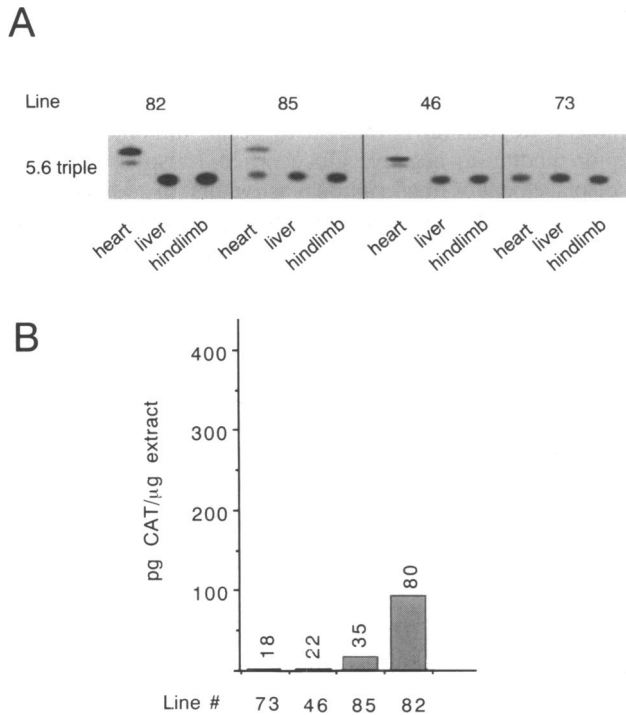 A
Line 82 85 46 73
5.6 triple
heart liver hindlimb heart liver hindlimb heart liver hindlimb heart liver hindlimb
B
pg CAT/μg extract
400
300
200
100
18 22 35 80
Line # 73 46 85 82